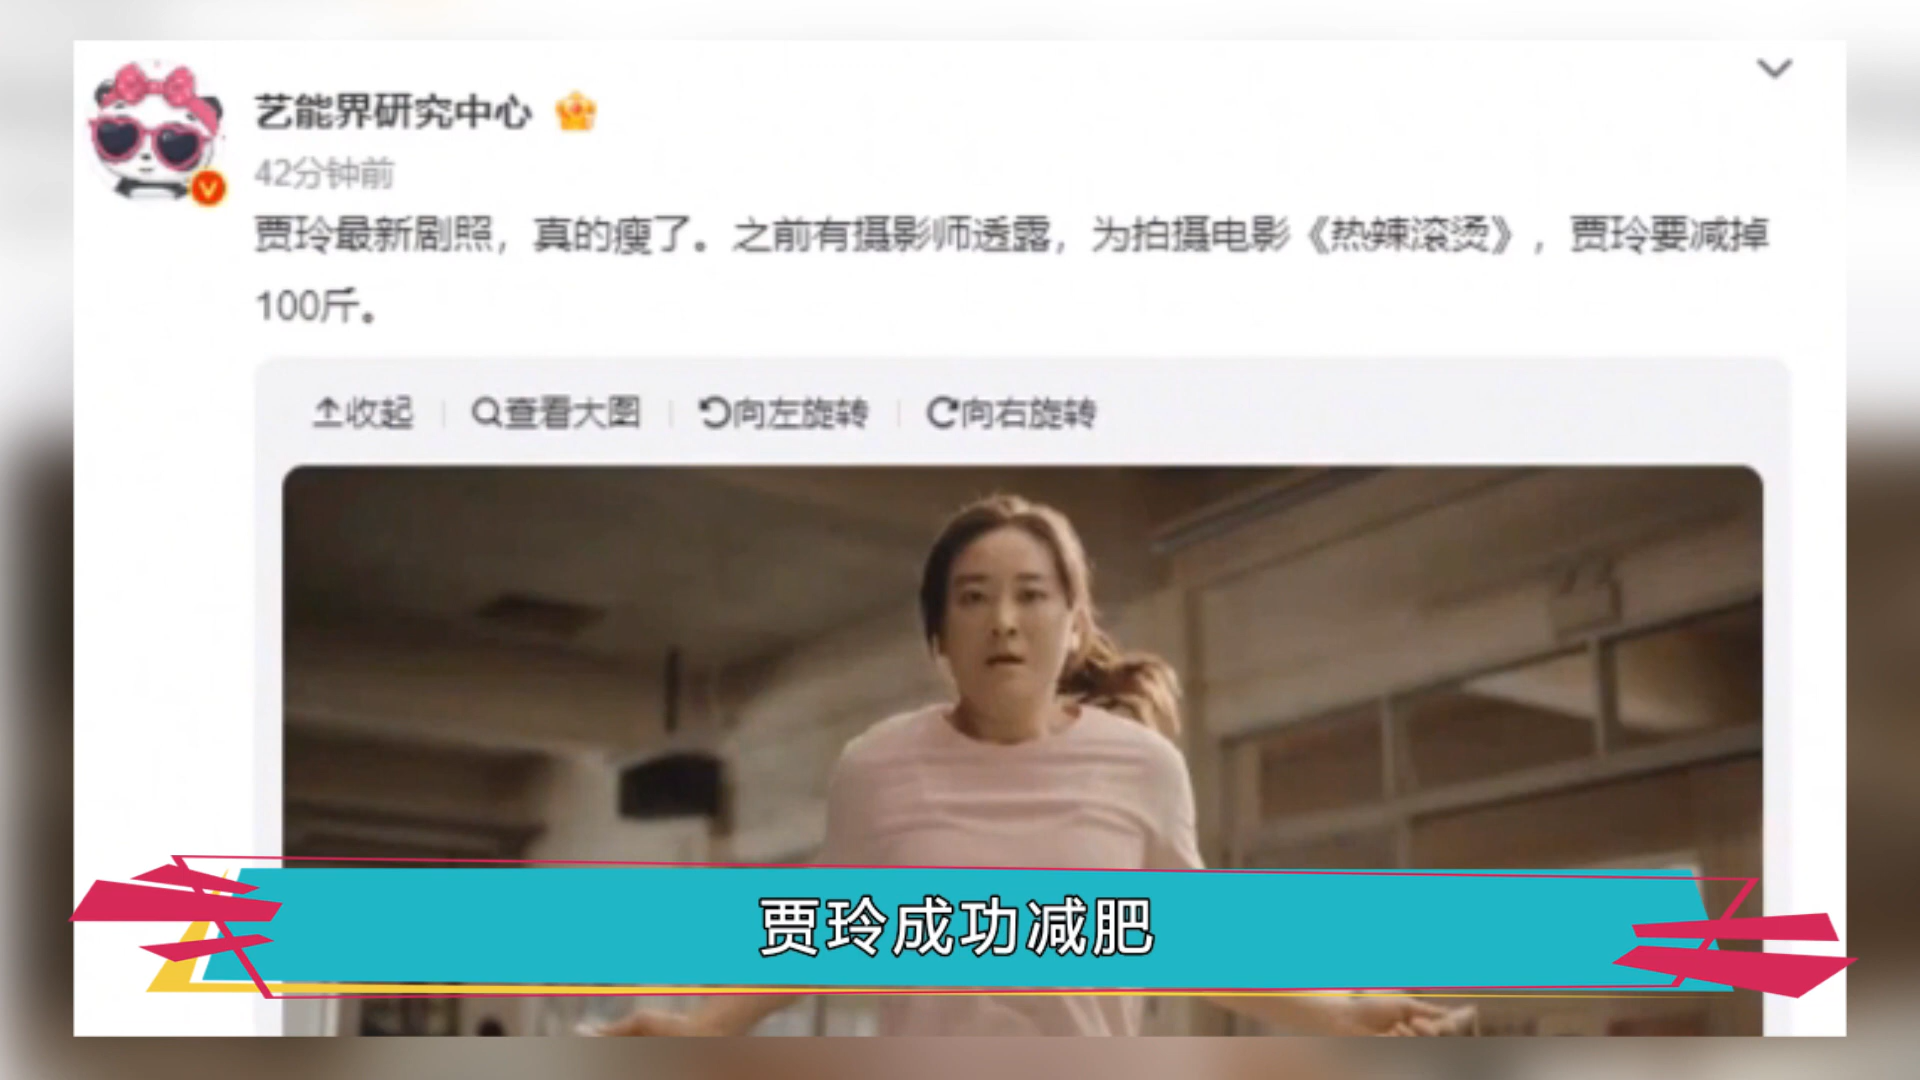 艺能界研究中心
42分钟前
贾玲最新剧照，真的瘦了。之前有摄影师透露，为拍摄电影《热辣滚烫》，贾玲要减掉
100斤。
收起 查看大图 向左旋转 向右旋转
贾玲成功减肥